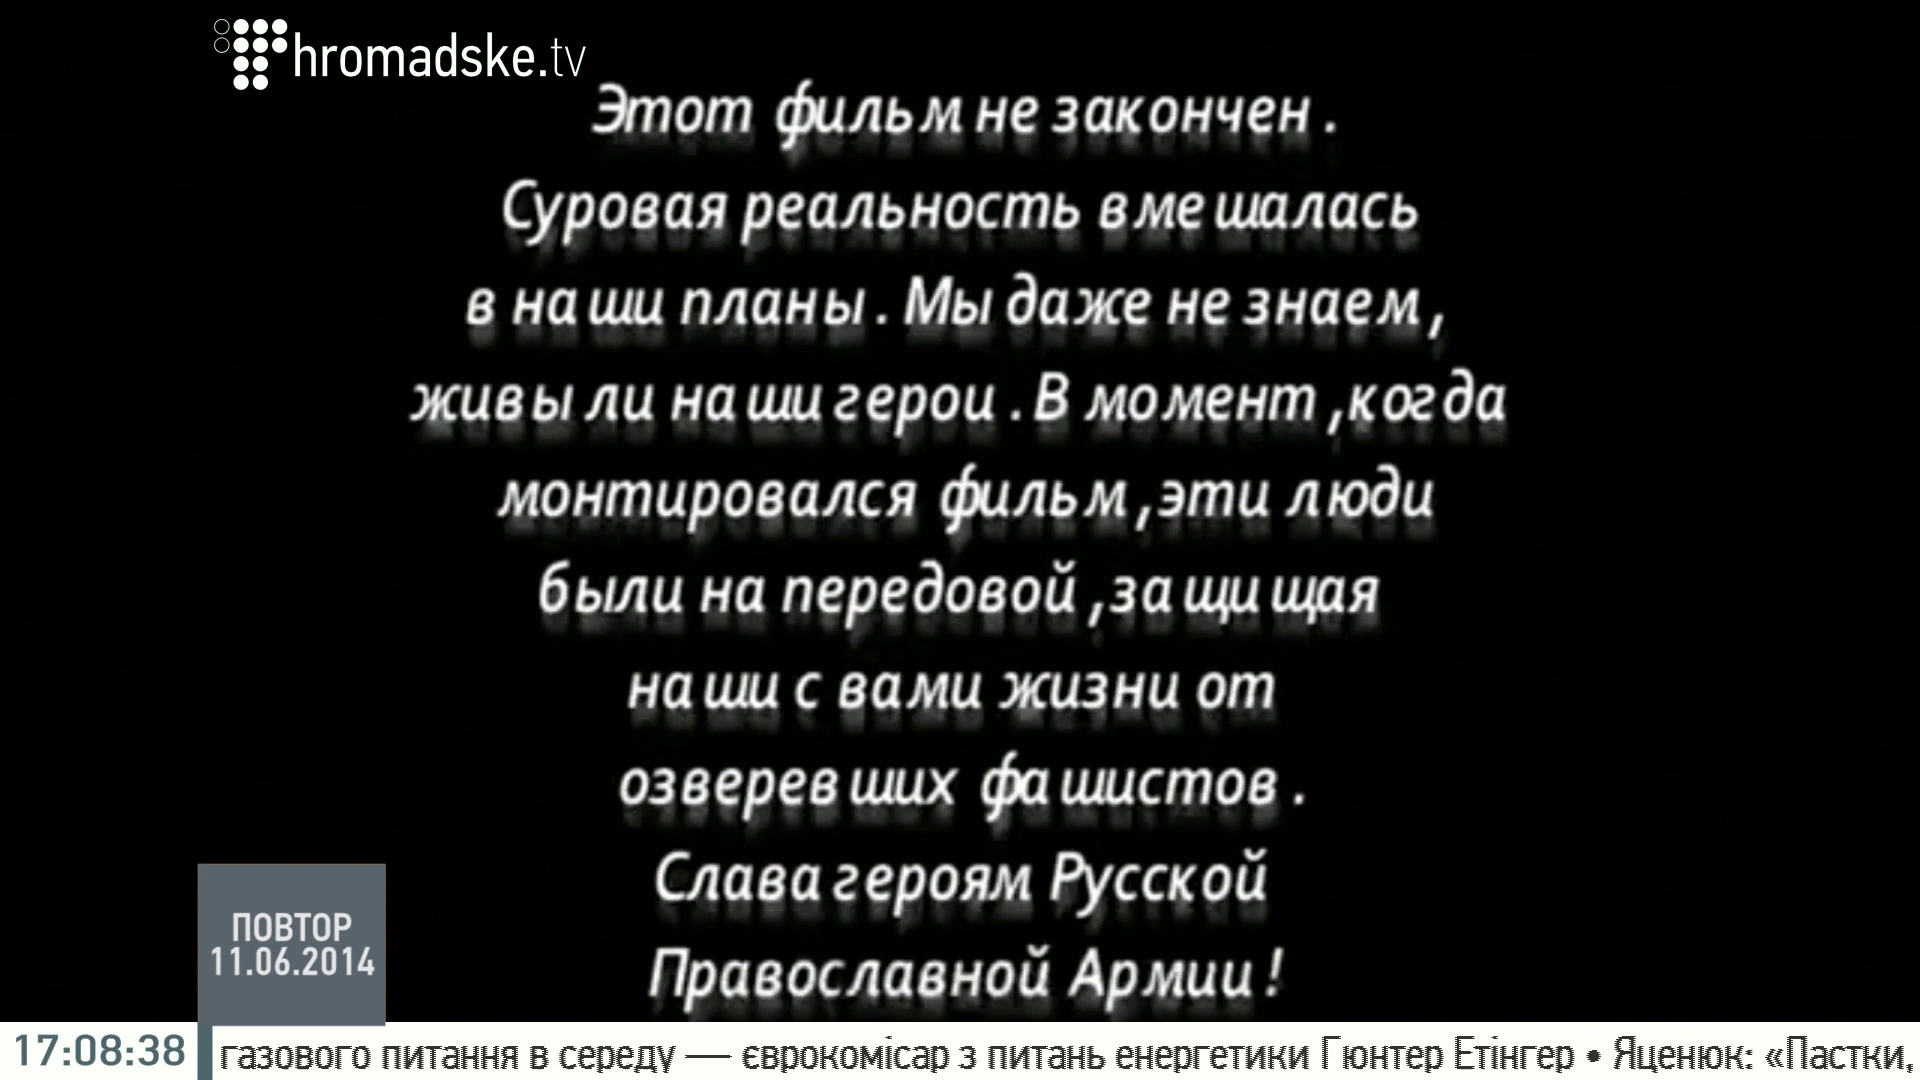 hromadske.tv
Этот фильм не закончен.
Суровая реальность вмешалась
в наши планы. Мы даже не знаем,
живы ли наши герои. В момент, когда
монтировался фильм, эти люди
были на передовой, защищая
наши с вами жизни от
озверевших фашистов.
Слава героям Русской
Православной Армии!
ПОВТОР
11.06.2014
17:08:38 газового питання в середу — єврокомісар з питань енергетики Гюнтер Етінгер • Яценюк: «Пастки,